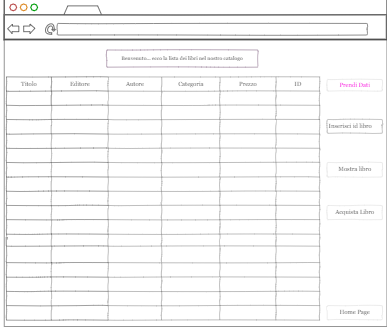 Benvenuto... ecco la lista dei libri nel nostro catalogo
Titolo Editore Autore Categoria Prezzo ID
Prendi Dati
Inserisci id libro
Mostra libro
Acquista Libro
Home Page